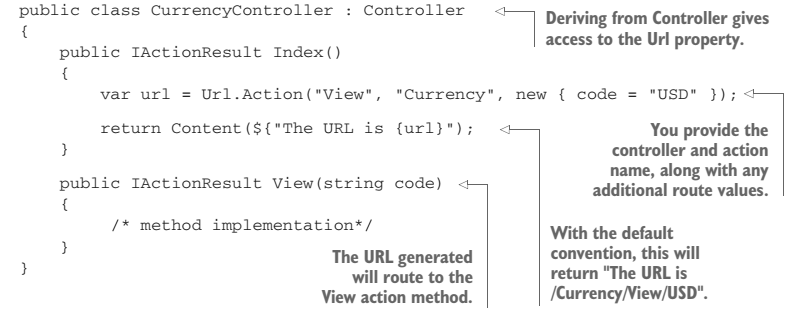 public class CurrencyController : Controller
{
public IActionResult Index()
{
var url = Url.Action("View", "Currency", new { code = "USD" });
return Content(${"The URL is {url}");
}
public IActionResult View(string code)
{
/* method implementation*/
}
}
Deriving from Controller gives
access to the Url property.
You provide the
controller and action
name, along with any
additional route values.
With the default
convention, this will
return "The URL is
/Currency/View/USD".
The URL generated
will route to the
View action method.